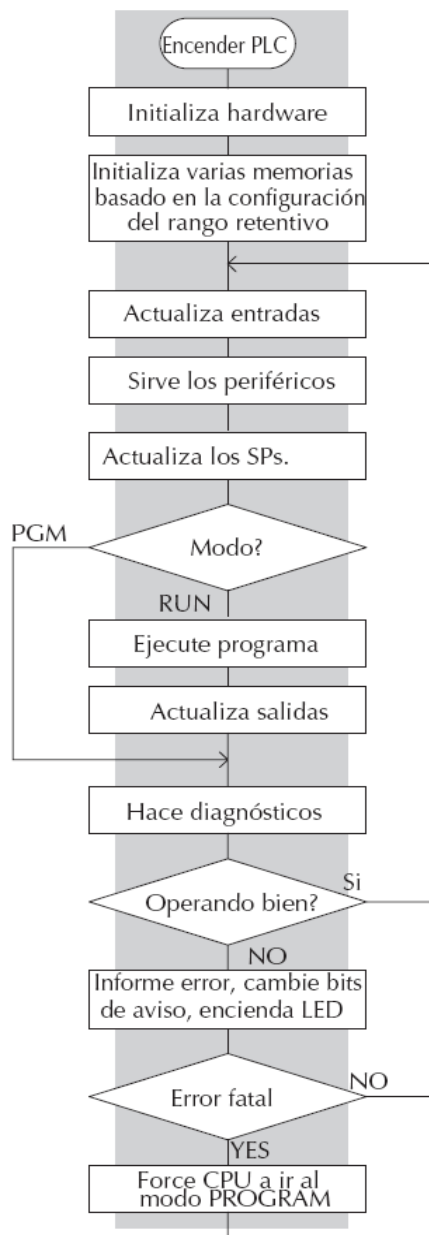 Encender PLC
Initializa hardware
Initializa varias memorias
basado en la configuración
del rango retentivo
Actualiza entradas
Sirve los periféricos
Actualiza los SPs.
PGM
Modo?
RUN
Ejecute programa
Actualiza salidas
Hace diagnósticos
Si
Operando bien?
NO
Informe error, cambie bits
de aviso, encienda LED
NO
Error fatal
YES
Force CPU a ir al
modo PROGRAM